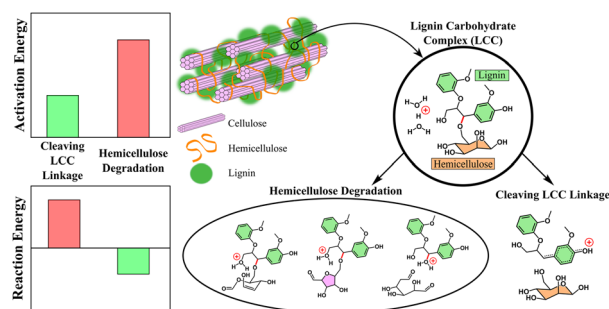 Activation Energy
Cleaving
LCC
Linkage
Hemicellulose
Degradation
Reaction Energy
Cellulose
Hemicellulose
Lignin
Lignin Carbohydrate
Complex (LCC)
Lignin
Hemicellulose
Hemicellulose Degradation
Cleaving LCC Linkage